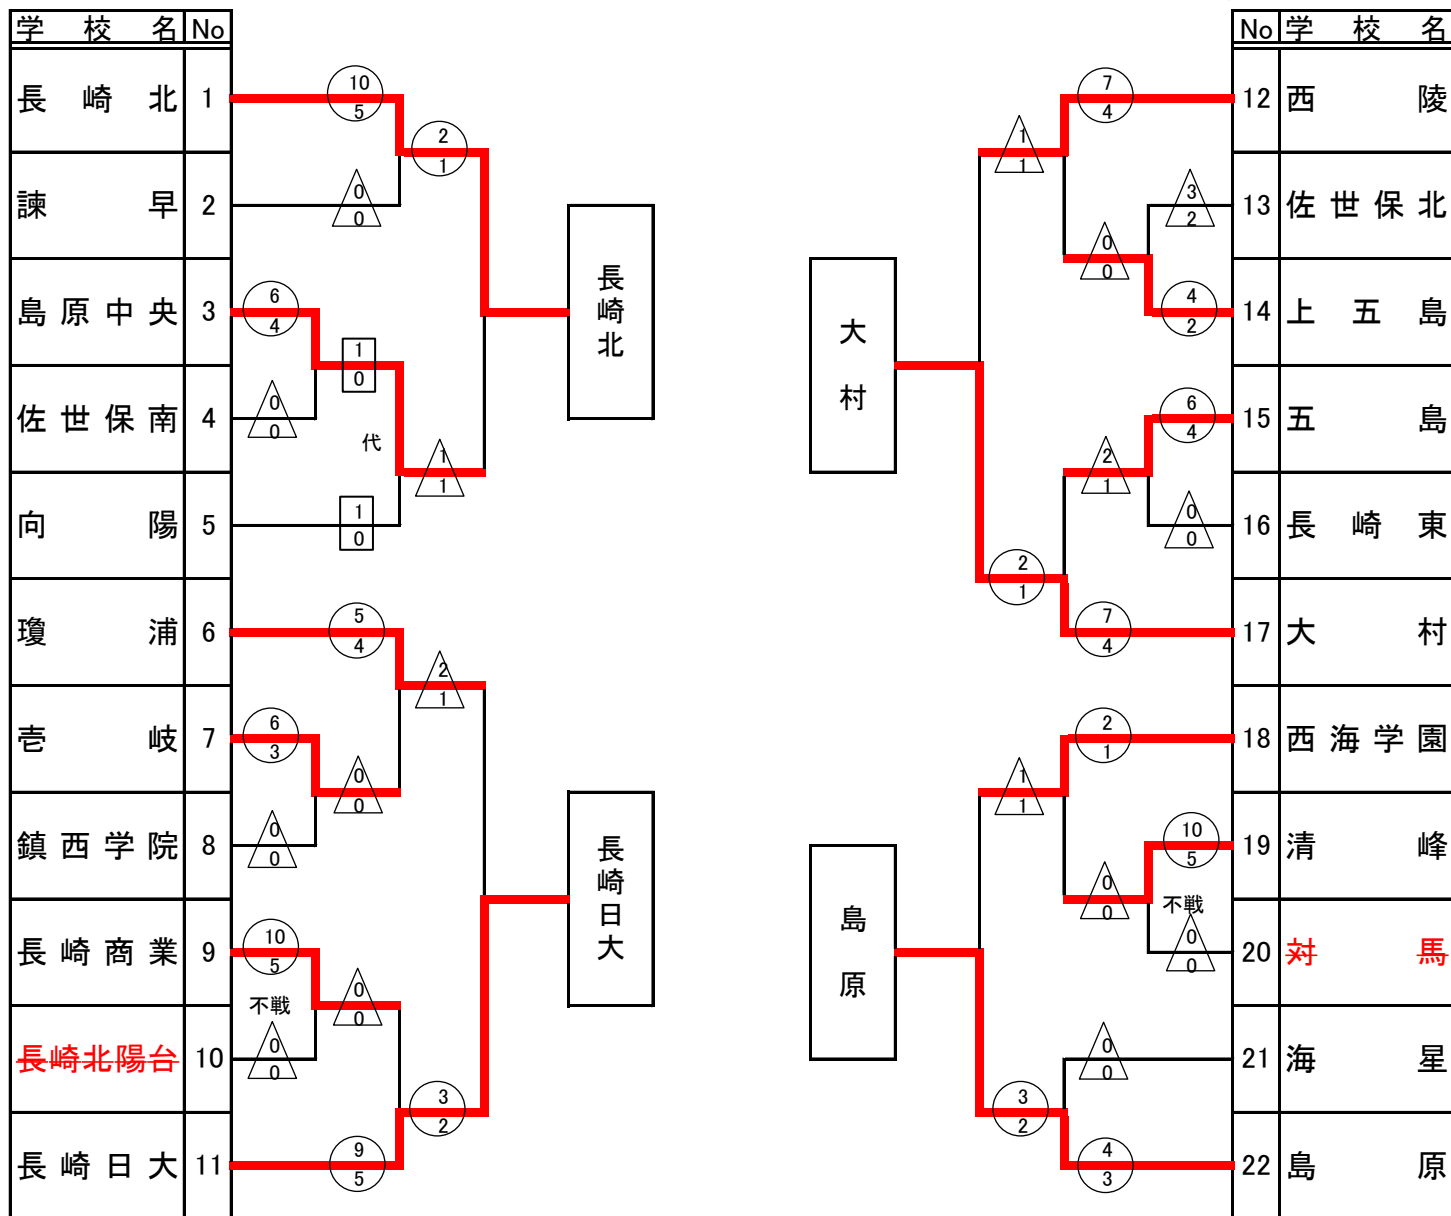 学校名 No
長崎北 1
諫早 2
島原中央 3
佐世保南 4
向陽 5
瓊浦 6
壱岐 7
鎮西学院 8
長崎商業 9
長崎北陽台 10
長崎日大 11
10
5
0
0
6
4
0
0
1
0
代
1
0
5
4
6
3
0
0
0
0
10
5
不戦
0
0
0
0
9
5
2
1
1
1
2
1
3
2
長崎北
長崎日大
大村
島原
1
1
2
1
1
1
3
2
7
4
3
2
0
0
4
2
6
4
2
1
0
0
7
4
2
1
10
5
0
0
不戦
0
0
0
0
4
3
No 学校名
12 西陵
13 佐世保北
14 上五島
15 五島
16 長崎東
17 大村
18 西海学園
19 清峰
20 対馬
21 海星
22 島原